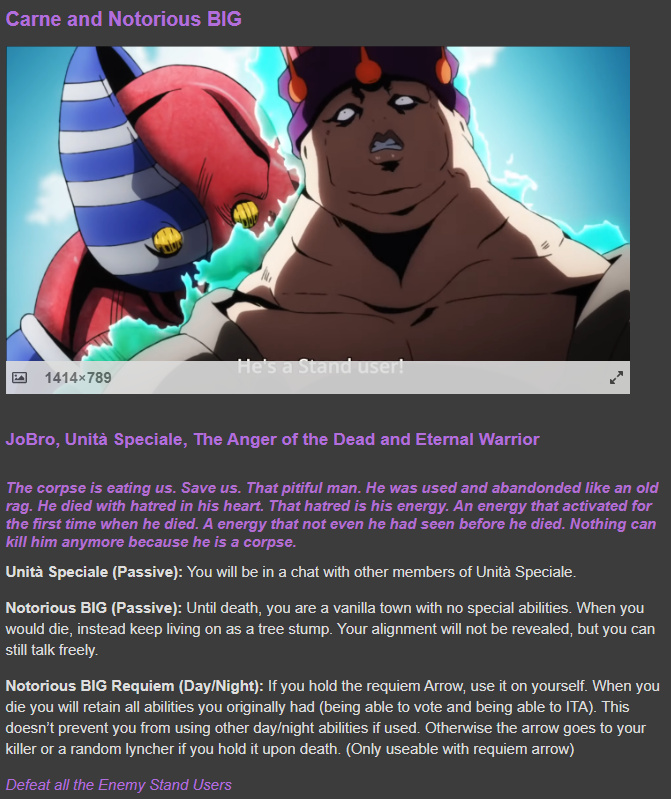 Carne and Notorious BIG
He's a Stand user!
1414×789
JoBro, Unità Speciale, The Anger of the Dead and Eternal Warrior
The corpse is eating us. Save us. That pitiful man. He was used and abandonded like an old
rag. He died with hatred in his heart. That hatred is his energy. An energy that activated for
the first time when he died. A energy that not even he had seen before he died. Nothing can
kill him anymore because he is a corpse.
Unità Speciale (Passive): You will be in a chat with other members of Unità Speciale.
Notorious BIG (Passive): Until death, you are a vanilla town with no special abilities. When you
would die, instead keep living on as a tree stump. Your alignment will not be revealed, but you can
still talk freely.
Notorious BIG Requiem (Day/Night): If you hold the requiem Arrow, use it on yourself. When you
die you will retain all abilities you originally had (being able to vote and being able to ITA). This
doesn't prevent you from using other day/night abilities if used. Otherwise the arrow goes to your
killer or a random lyncher if you hold it upon death. (Only useable with requiem arrow)
Defeat all the Enemy Stand Users